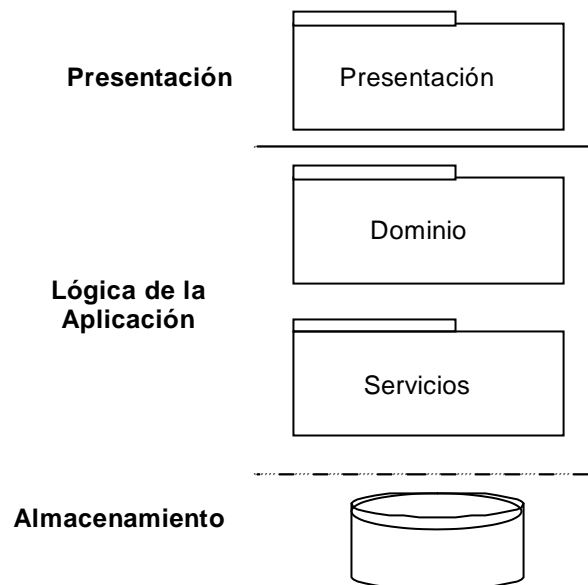 Presentación
Presentación
Dominio
Lógica de la
Aplicación
Servicios
Almacenamiento